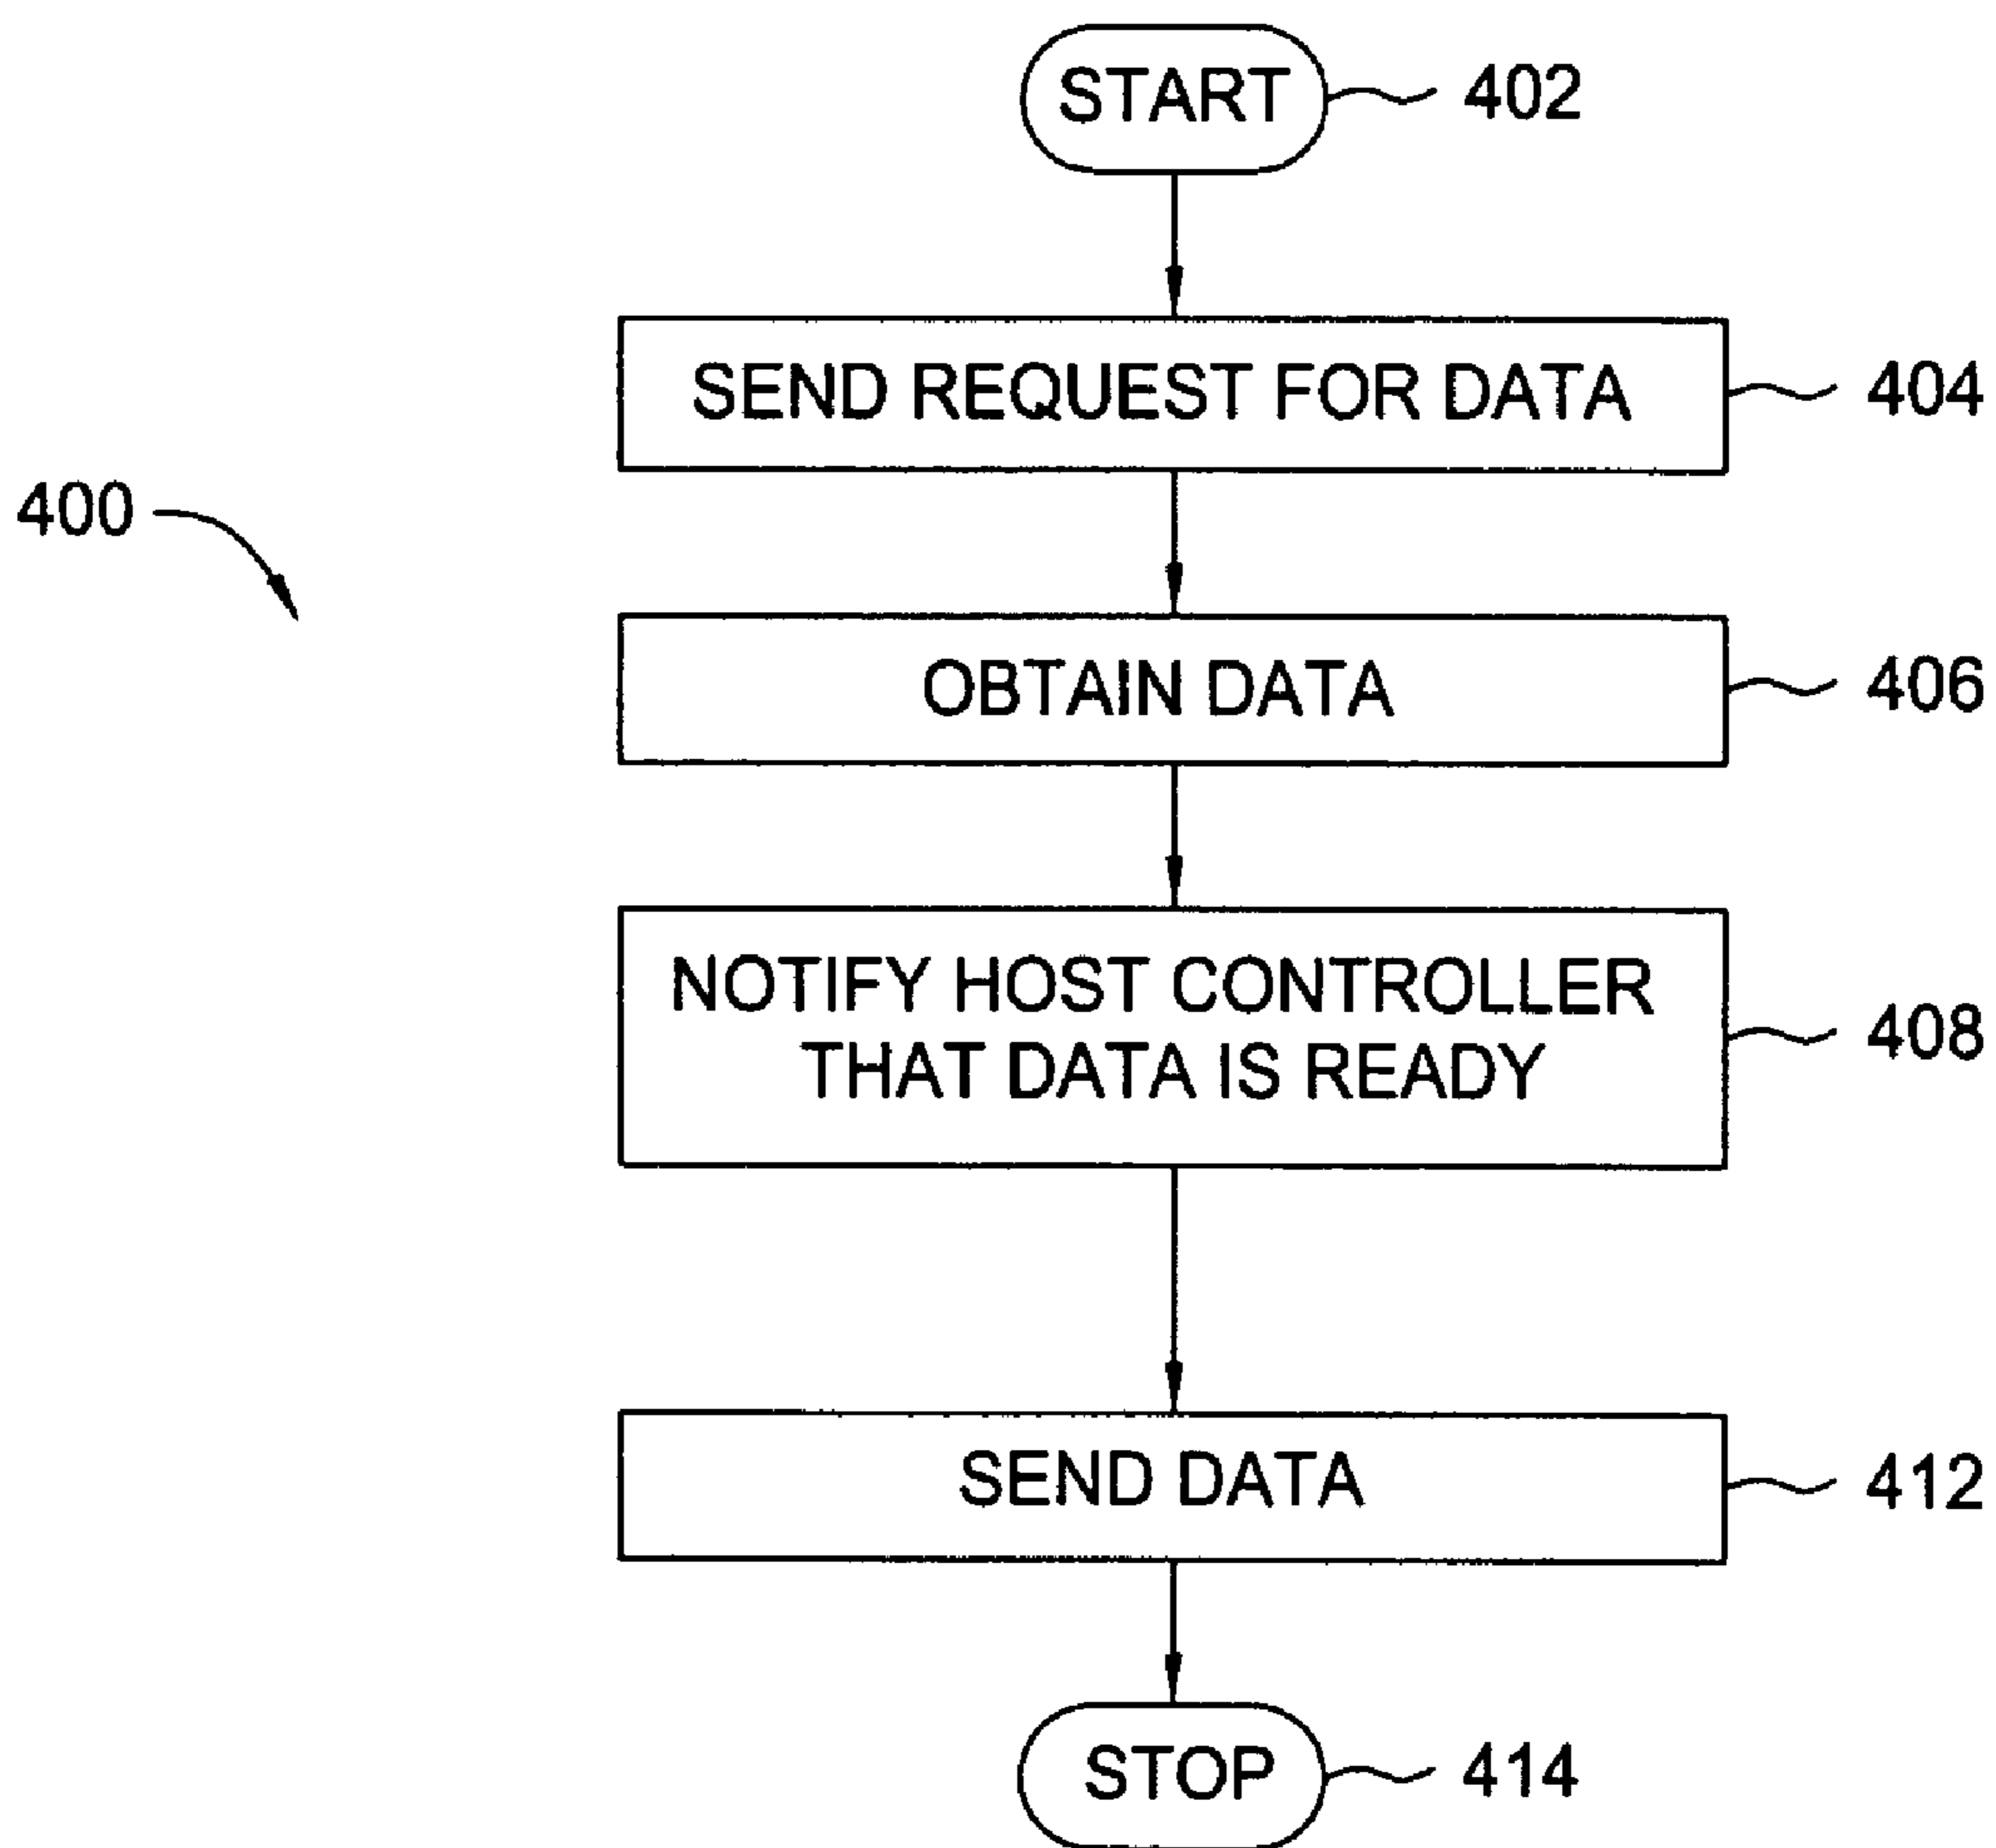 START 402
SEND REQUEST FOR DATA 404
400
OBTAIN DATA 406
NOTIFY HOST CONTROLLER
THAT DATA IS READY 408
SEND DATA 412
STOP 414